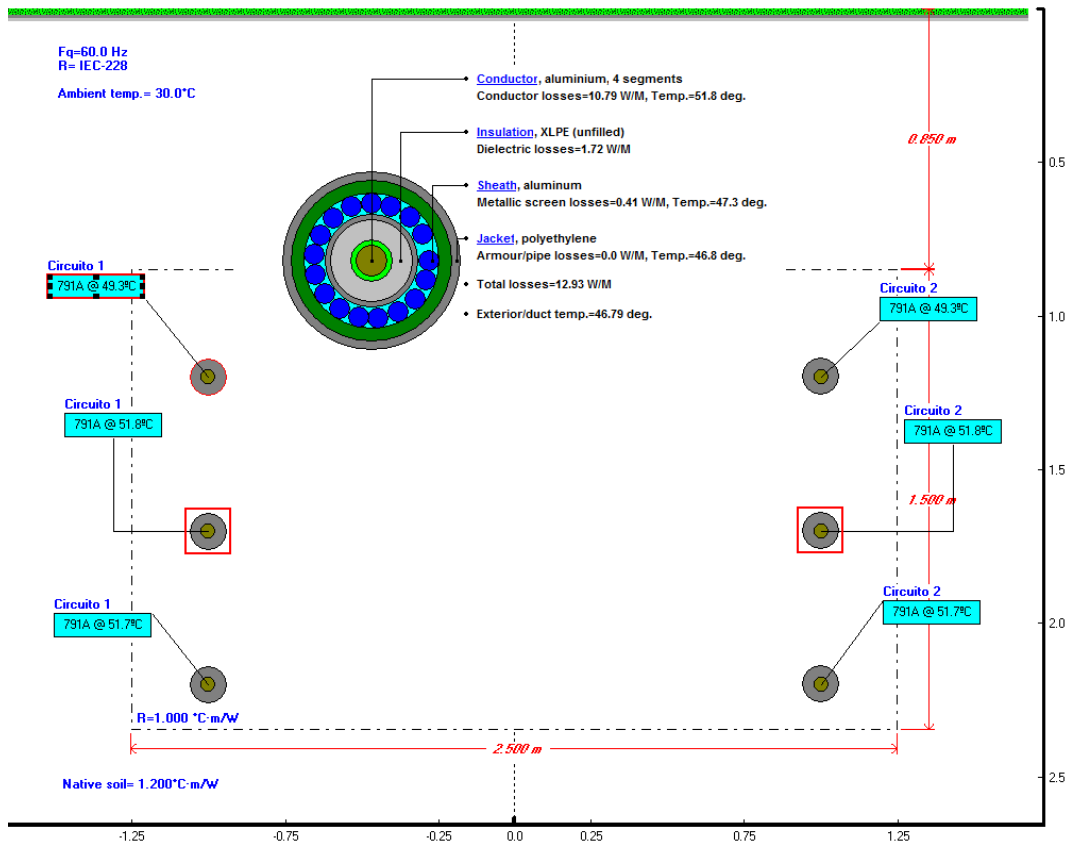 Fq=60.0 Hz
R= IEC-228
Ambient temp.= 30.0°C
Conductor, aluminium, 4 segments
Conductor losses=10.79 W/M, Temp.=51.8 deg.
Insulation, XLPE (unfilled)
Dielectric losses=1.72 W/M
Sheath, aluminum
Metallic screen losses=0.41 W/M, Temp.=47.3 deg.
Jacket, polyethylene
Armour/pipe losses=0.0 W/M, Temp.=46.8 deg.
Total losses=12.93 W/M
Exterior/duct temp.=46.79 deg.
0.850 m
0.5
Circuito 1
791A @ 49.3ºC
Circuito 2
791A @ 49.3ºC
1.0
Circuito 1
791A @ 51.8ºC
Circuito 2
791A @ 51.8ºC
1.5
1.500 m
Circuito 1
791A @ 51.7ºC
Circuito 2
791A @ 51.7ºC
2.0
R=1.000 °C·m/W
2.500 m
Native soil= 1.200°C·m/W
2.5
-1.25
-0.75
-0.25
0.0
0.25
0.75
1.25